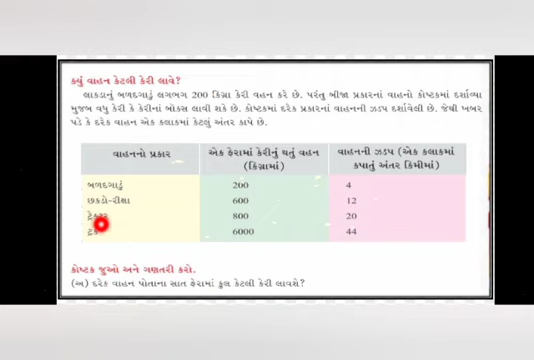 ક્યું વાહન કેટલી કેરી લાવે?
લાકડાનું બળદગાડું લગભગ 200 કિગ્રા કેરી વહન કરે છે. પરંતુ બીજા પ્રકારનાં વાહનો કોષ્ટકમાં દર્શાવ્યા
મુજબ વધુ કેરી કે કેરીનાં બોક્સ લાવી શકે છે. કોષ્ટકમાં દરેક પ્રકારનાં વાહનની ઝડપ દર્શાવેલી છે. જેથી ખબર
પડે કે દરેક વાહન એક કલાકમાં કેટલું અંતર કાપે છે.
વાહનનો પ્રકાર એક ફેરામાં કેરીનું થતું વહન વાહનની ઝડપ (એક કલાકમાં
(કિગ્રામાં) કપાતું અંતર કિમીમાં)
બળદગાડું 200 4
છકડો-રીક્ષા 600 12
ટ્રેક્ટર 800 20
ટ્રક 6000 44
કોષ્ટક જુઓ અને ગણતરી કરો.
(અ) દરેક વાહન પોતાના સાત ફેરામાં કુલ કેટલી કેરી લાવશે?